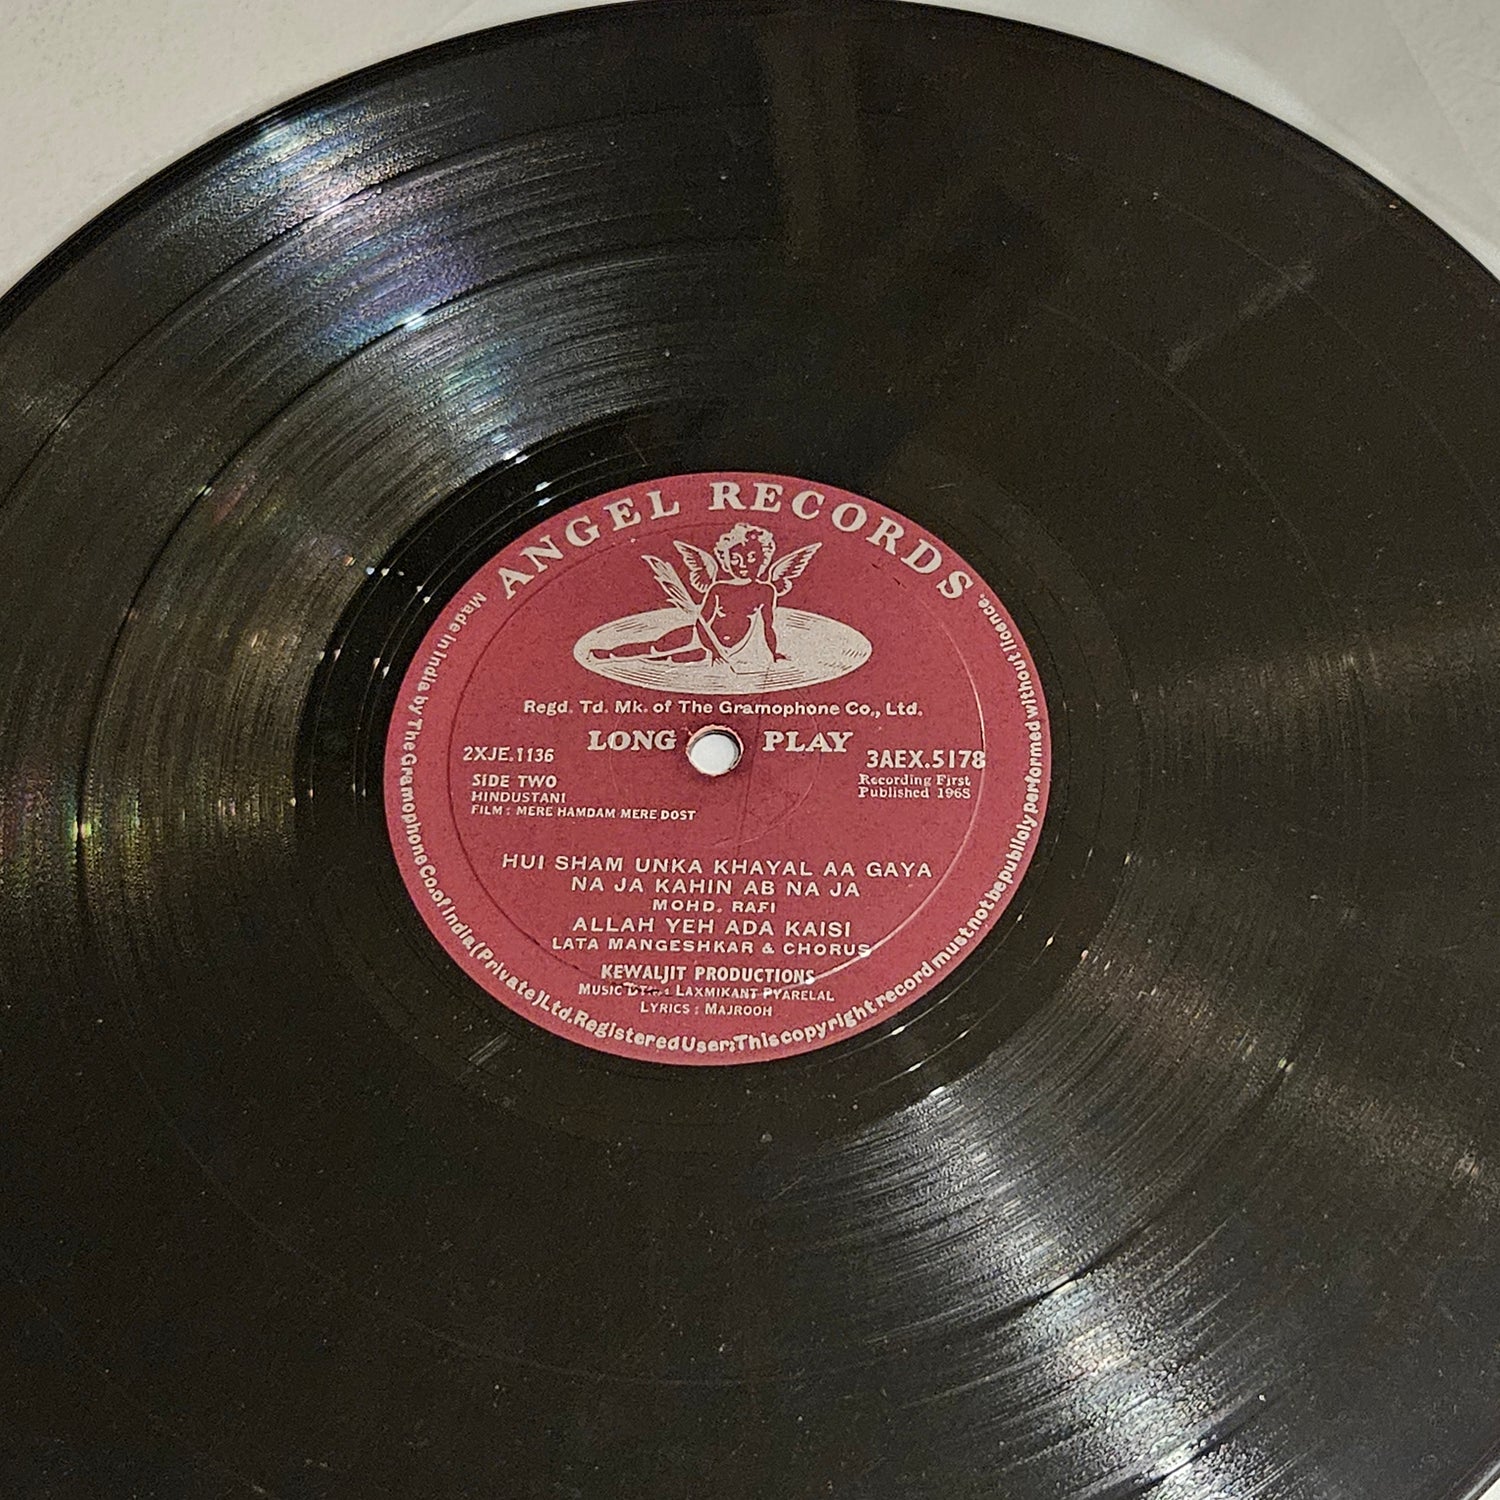 ANGEL RECORDS
Regd. Td. Mk. of The Gramophone Co., Ltd.
LONG PLAY
2XJE.1136
3AEX.5178
SIDE TWO
HINDUSTANI
FILM : MERE HAMDAM MERE DOST
Recording First
Published 1968
HUI SHAM UNKA KHAYAL AA GAYA
NA JA KAHIN AB NA JA
MOHD. RAFI
ALLAH YEH ADA KAISI
LATA MANGESHKAR & CHORUS
KEWALJIT PRODUCTIONS
MUSIC : LAXMIKANT PYARELAL
LYRICS : MAJROOH
Made in India by The Gramophone Co. of India. (Private) Ltd. Registered User: This copyright record must not be publicly performed without licence.